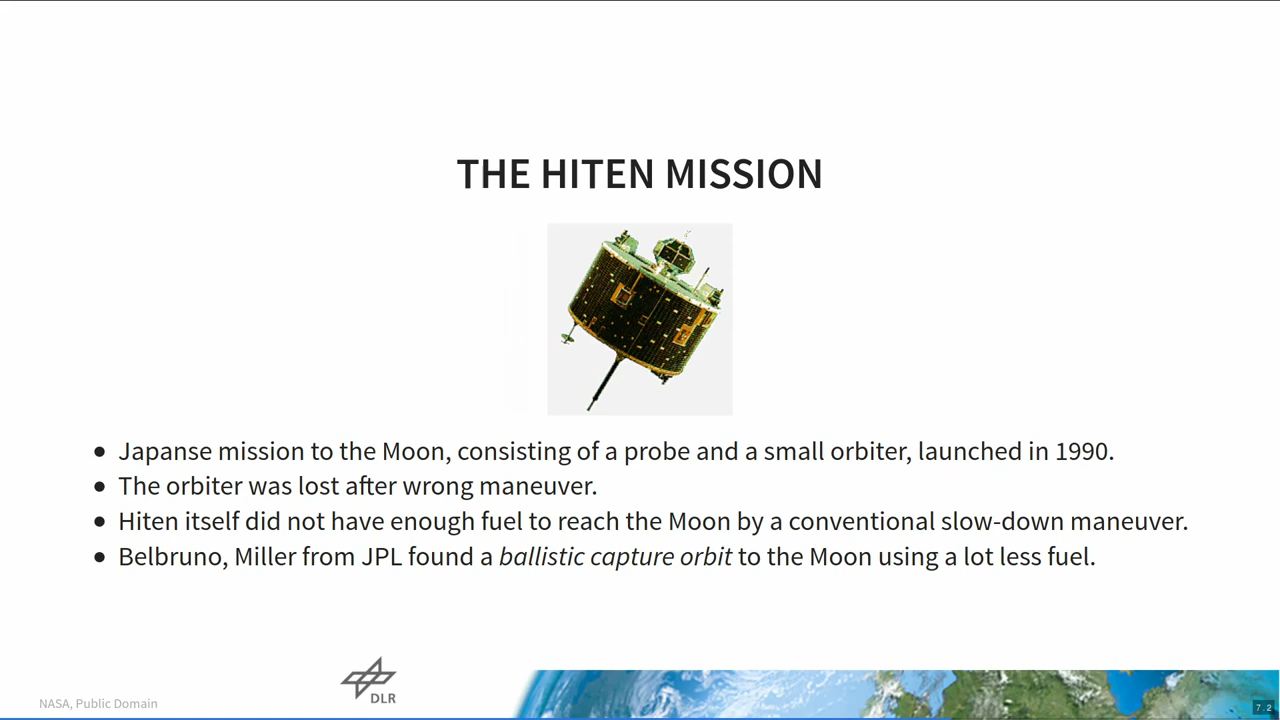 THE HITEN MISSION
Japanse mission to the Moon, consisting of a probe and a small orbiter, launched in 1990.
The orbiter was lost after wrong maneuver.
Hiten itself did not have enough fuel to reach the Moon by a conventional slow-down maneuver.
Belbruno, Miller from JPL found a ballistic capture orbit to the Moon using a lot less fuel.
DLR
NASA, Public Domain
7.2